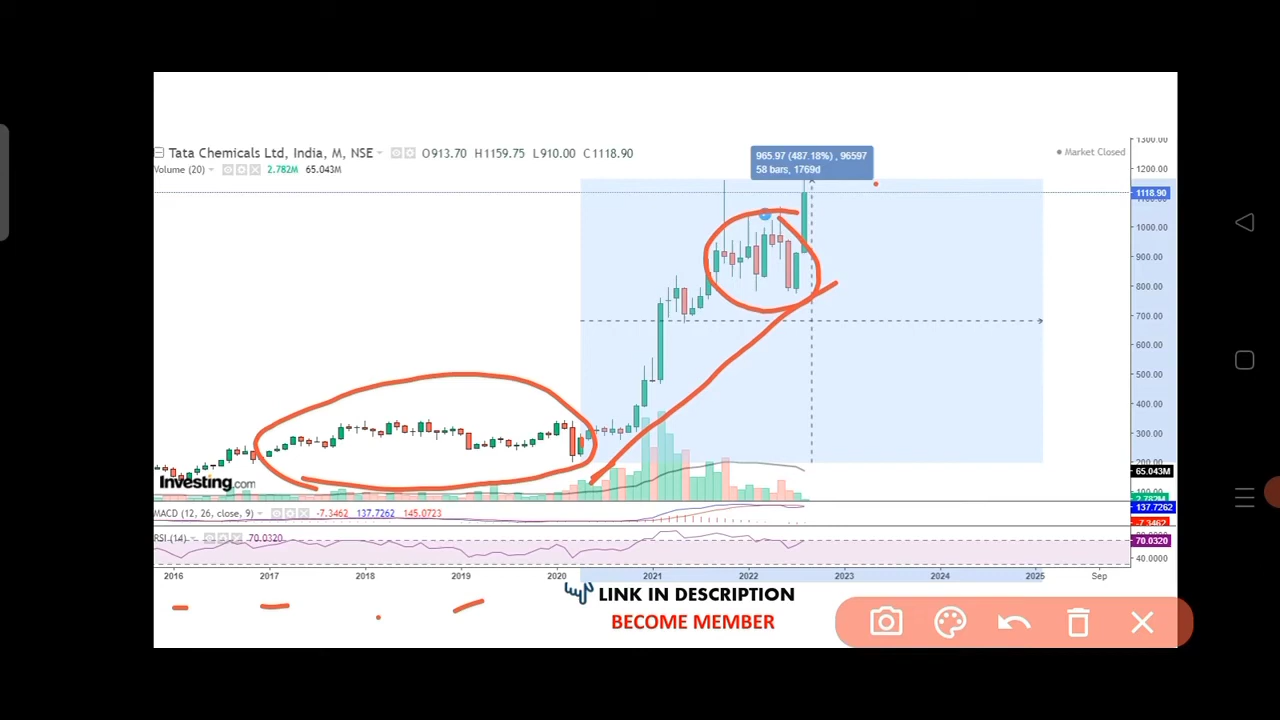 Tata Chemicals Ltd, India, M, NSE O913.70 H1159.75 L910.00 C1118.90
Volume (20) 2.782M 65.043M
965.97 (487.18%) , 96597
58 bars, 1769d
Market Closed
1300.00
1200.00
1118.90
1000.00
900.00
800.00
700.00
600.00
500.00
400.00
300.00
200.00
65.043M
2.782M
Investing.com
MACD (12, 26, close, 9) -7.3462 137.7262 145.0723
137.7262
-7.3462
RSI (14) 70.0320
70.0320
40.0000
2016 2017 2018 2019 2020 2021 2022 2023 2024 2025 Sep
LINK IN DESCRIPTION
BECOME MEMBER